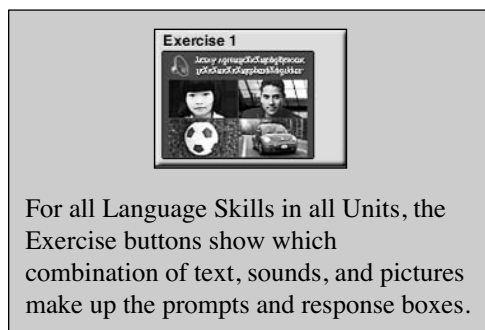 Exercise 1
For all Language Skills in all Units, the
Exercise buttons show which
combination of text, sounds, and pictures
make up the prompts and response boxes.